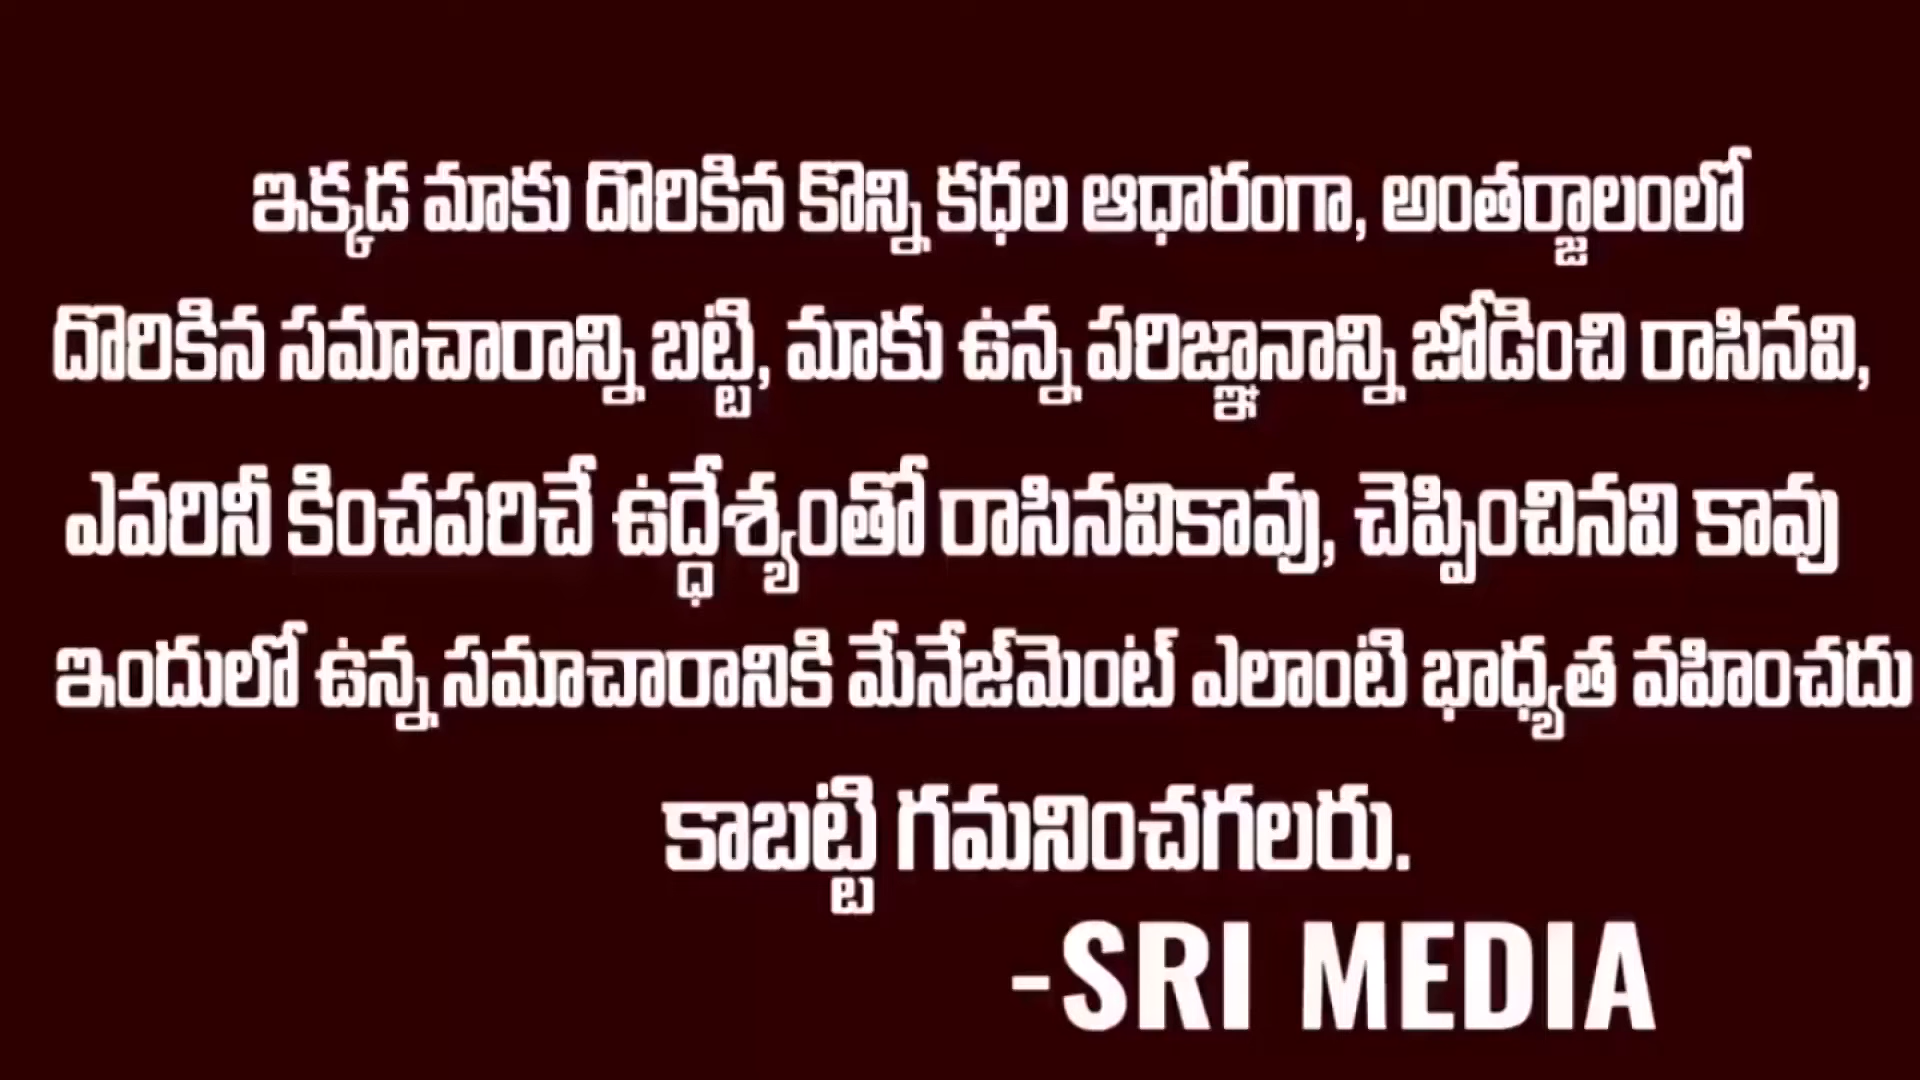 ఇక్కడ మాకు దొరికిన కొన్ని కధల ఆధారంగా, అంతర్జాలంలో
దొరికిన సమాచారాన్ని బట్టి, మాకు ఉన్న పరిజ్ఞానాన్ని జోడించి రాసినవి,
ఎవరినీ కించపరిచే ఉద్ధేశ్యంతో రాసినవికావు, చెప్పించినవి కావు
ఇందులో ఉన్న సమాచారానికి మేనేజ్‌మెంట్ ఎలాంటి భాధ్యత వహించదు
కాబట్టి గమనించగలరు.
-SRI MEDIA